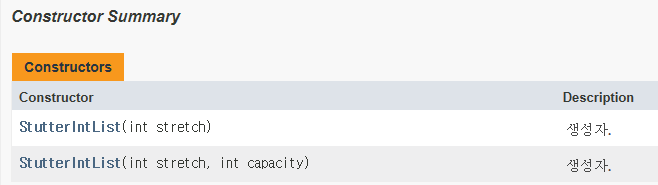 Constructor Summary
Constructors
Constructor Description
StutterIntList(int stretch) 생성자.
StutterIntList(int stretch, int capacity) 생성자.